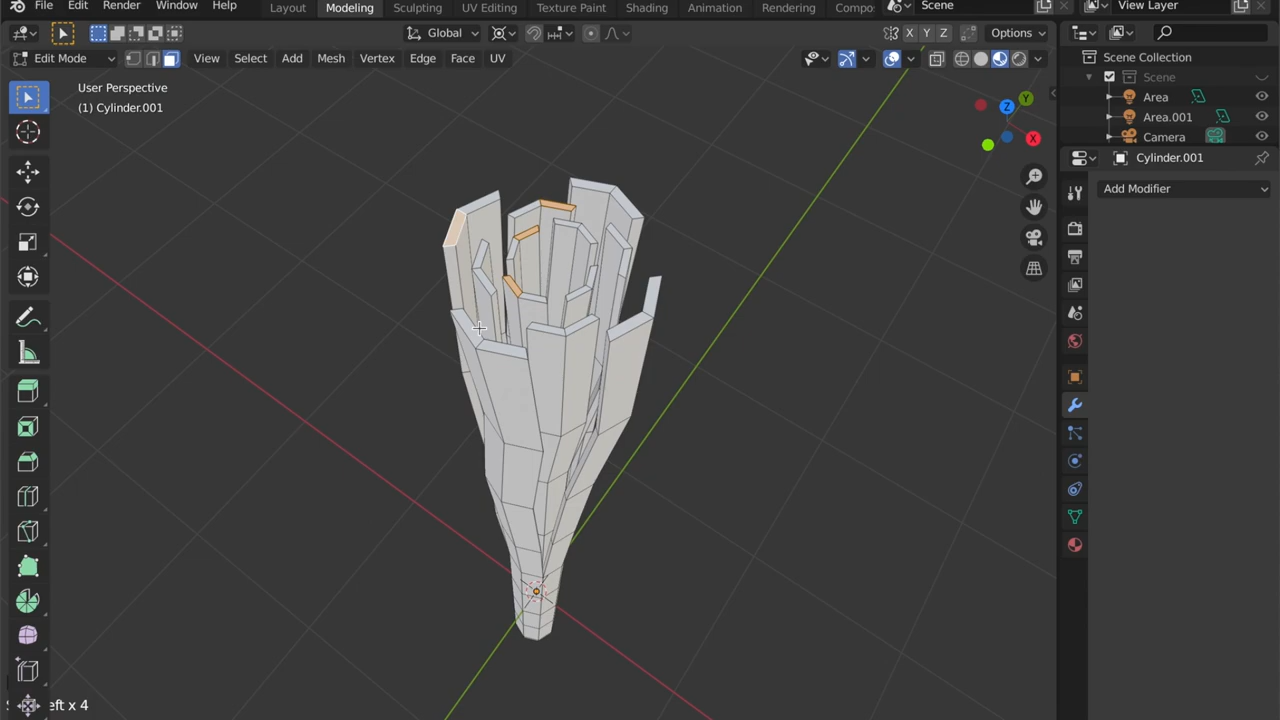 File Edit Render Window Help Layout Modeling Sculpting UV Editing Texture Paint Shading Animation Rendering Compo Scene View Layer
Global X Y Z Options
Edit Mode View Select Add Mesh Vertex Edge Face UV
Scene Collection
Scene
Area
Area.001
Camera
Cylinder.001
Add Modifier
User Perspective
(1) Cylinder.001
Y
Z
X
eft x 4